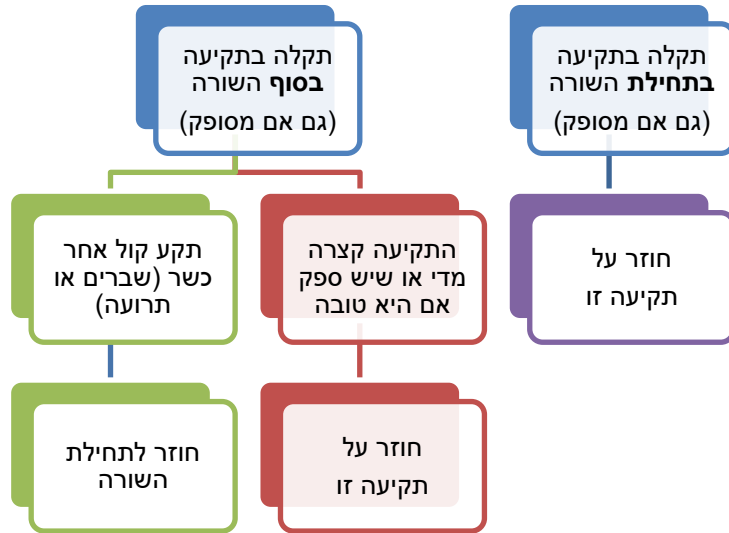 תקלה בתקיעה
בתחילת השורה
(גם אם מסופק)
חוזר על
תקיעה זו
תקלה בתקיעה
בסוף השורה
(גם אם מסופק)
התקיעה קצרה
מדי או שיש ספק
אם היא טובה
חוזר על
תקיעה זו
תקע קול אחר
כשר (שברים או
תרועה)
חוזר לתחילת
השורה